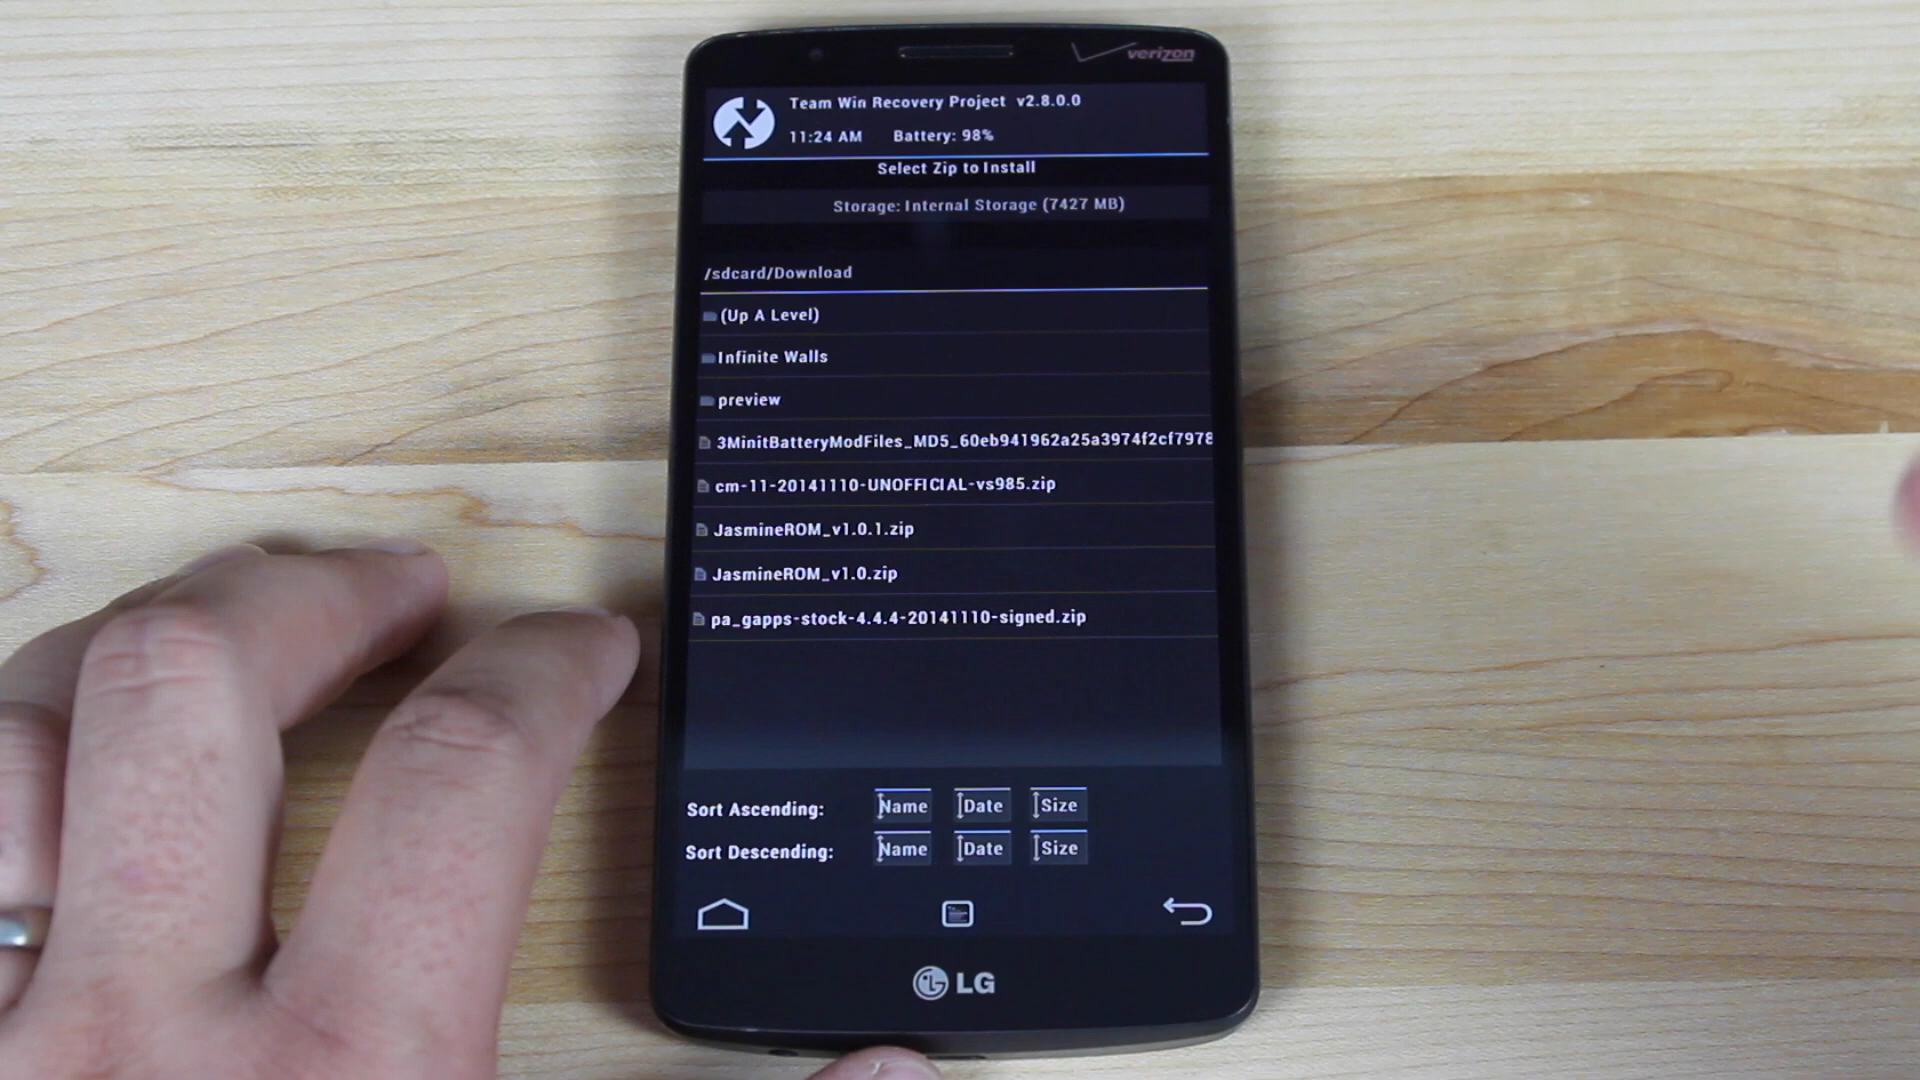 verizon
Team Win Recovery Project v2.8.0.0
11:24 AM Battery: 98%
Select Zip to Install
Storage: Internal Storage (7427 MB)
/sdcard/Download
(Up A Level)
Infinite Walls
preview
3MinitBatteryModFiles_MD5_60eb941962a25a3974f2cf7978
cm-11-20141110-UNOFFICIAL-vs985.zip
JasmineROM_v1.0.1.zip
JasmineROM_v1.0.zip
pa_gapps-stock-4.4.4-20141110-signed.zip
Sort Ascending: Name Date Size
Sort Descending: Name Date Size
LG